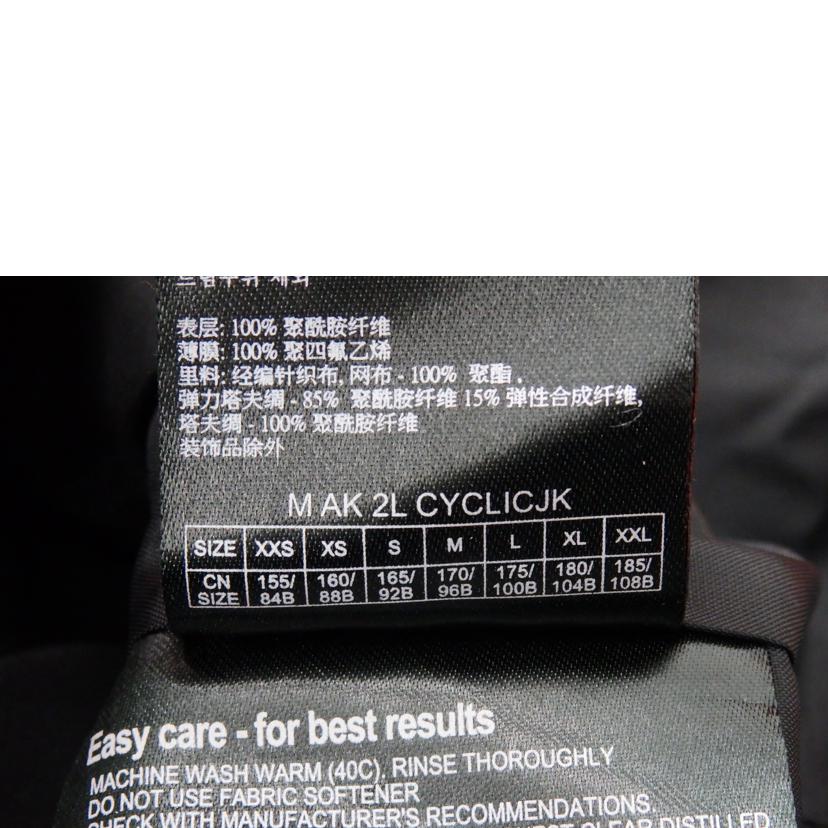 表层: 100% 聚酰胺纤维
薄膜: 100% 聚四氟乙烯
里料: 经编针织布, 网布 - 100% 聚酯,
弹力塔夫绸 - 85% 聚酰胺纤维 15% 弹性合成纤维,
塔夫绸 - 100% 聚酰胺纤维
装饰品除外
M AK 2L CYCLICJK
SIZE XXS XS S M L XL XXL
CN SIZE 155/84B 160/88B 165/92B 170/96B 175/100B 180/104B 185/108B
Easy care - for best results
MACHINE WASH WARM (40C). RINSE THOROUGHLY
DO NOT USE FABRIC SOFTENER
CHECK WITH MANUFACTURER'S RECOMMENDATIONS.
CLEAR DISTILLED